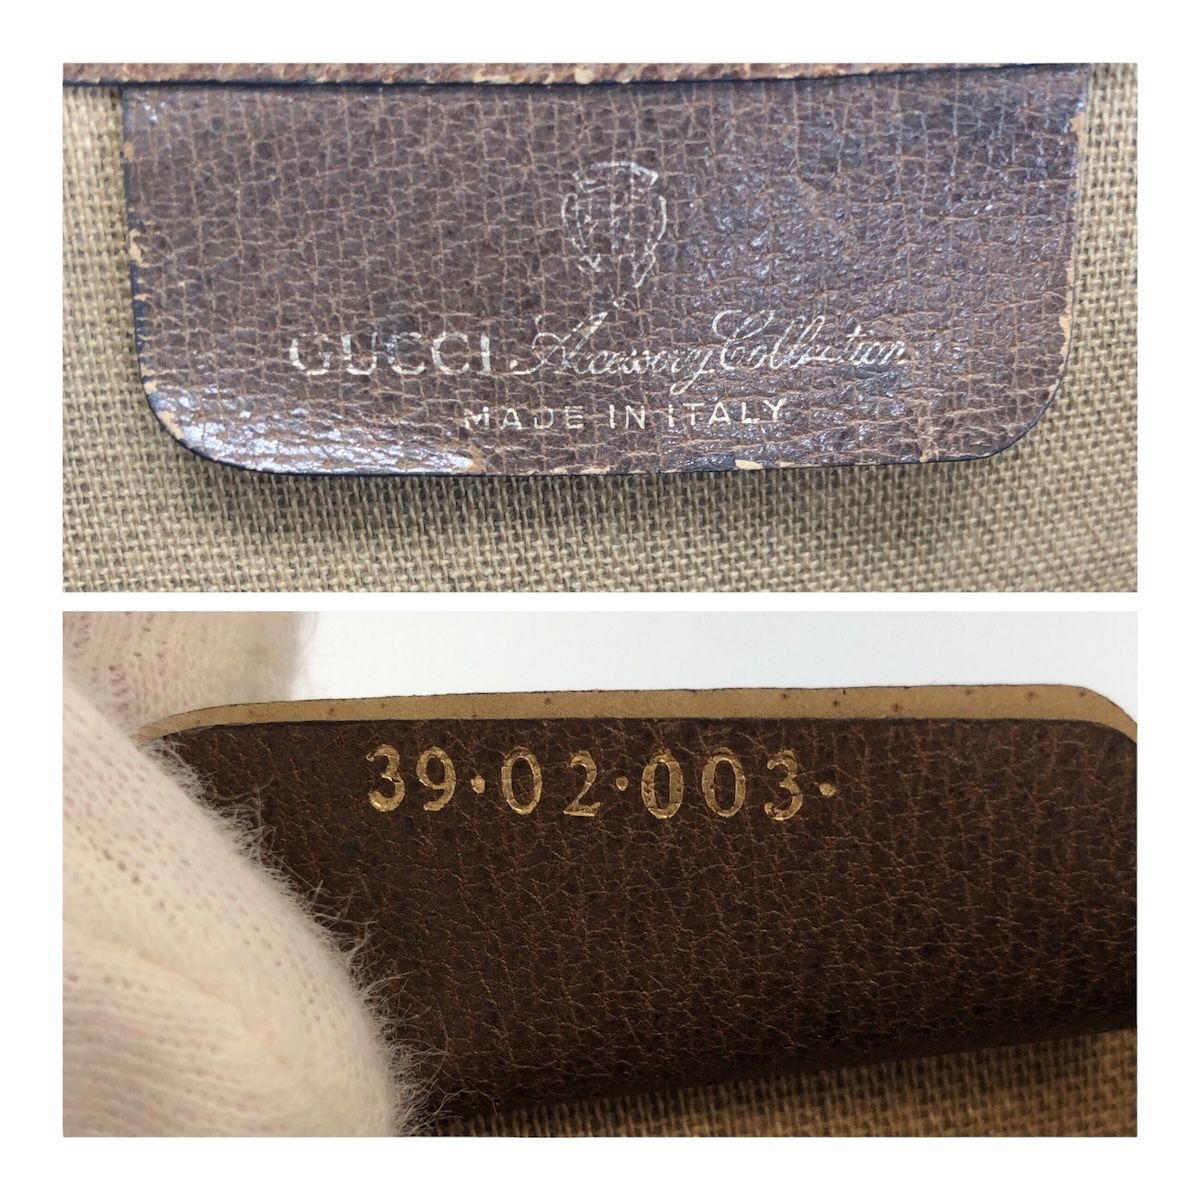 GUCCI Accessory Collection
MADE IN ITALY
39·02·003·